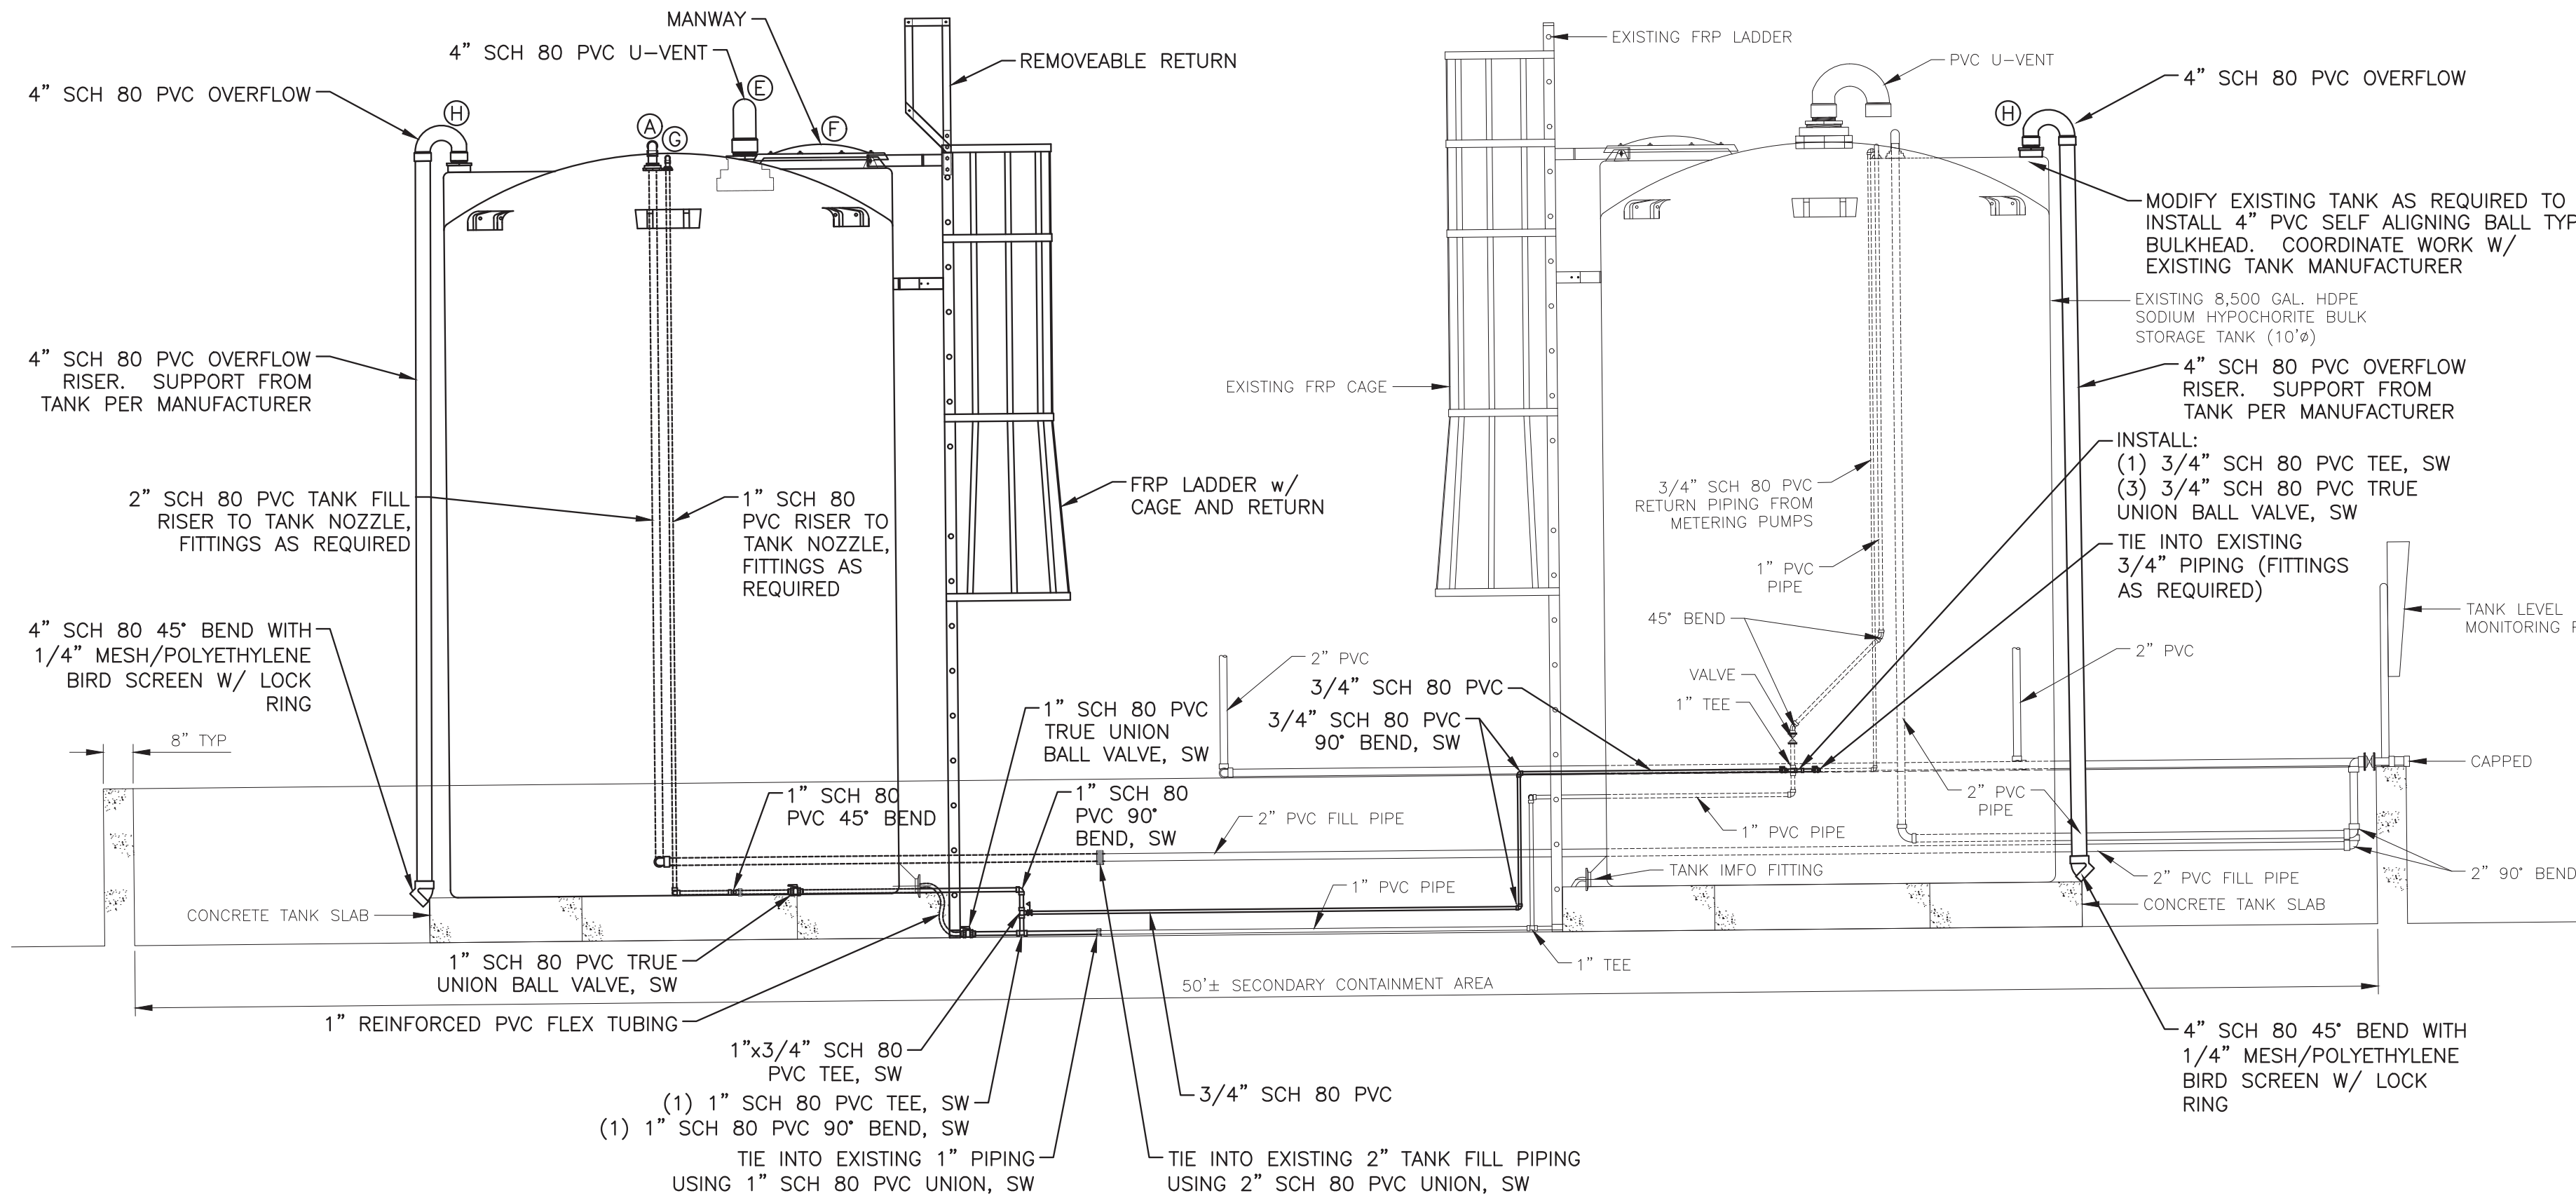 MANWAY
4" SCH 80 PVC U-VENT
4" SCH 80 PVC OVERFLOW
H
A
G
E
F
REMOVEABLE RETURN
EXISTING FRP LADDER
PVC U-VENT
H
4" SCH 80 PVC OVERFLOW
MODIFY EXISTING TANK AS REQUIRED TO
INSTALL 4" PVC SELF ALIGNING BALL TYP
BULKHEAD. COORDINATE WORK W/
EXISTING TANK MANUFACTURER
EXISTING 8,500 GAL. HDPE
SODIUM HYPOCHORITE BULK
STORAGE TANK (10'ø)
4" SCH 80 PVC OVERFLOW
RISER. SUPPORT FROM
TANK PER MANUFACTURER
EXISTING FRP CAGE
4" SCH 80 PVC OVERFLOW
RISER. SUPPORT FROM
TANK PER MANUFACTURER
INSTALL:
(1) 3/4" SCH 80 PVC TEE, SW
(3) 3/4" SCH 80 PVC TRUE
UNION BALL VALVE, SW
TIE INTO EXISTING
3/4" PIPING (FITTINGS
AS REQUIRED)
2" SCH 80 PVC TANK FILL
RISER TO TANK NOZZLE,
FITTINGS AS REQUIRED
1" SCH 80
PVC RISER TO
TANK NOZZLE,
FITTINGS AS
REQUIRED
FRP LADDER w/
CAGE AND RETURN
3/4" SCH 80 PVC
RETURN PIPING FROM
METERING PUMPS
1" PVC
PIPE
45° BEND
VALVE
1" TEE
TANK LEVEL
MONITORING
4" SCH 80 45° BEND WITH
1/4" MESH/POLYETHYLENE
BIRD SCREEN W/ LOCK
RING
2" PVC
3/4" SCH 80 PVC
3/4" SCH 80 PVC
90° BEND, SW
2" PVC
1" SCH 80 PVC
TRUE UNION
BALL VALVE, SW
8" TYP
CAPPED
1" SCH 80
PVC 45° BEND
1" SCH 80
PVC 90°
BEND, SW
2" PVC FILL PIPE
1" PVC PIPE
2" PVC
PIPE
TANK IMFO FITTING
1" PVC PIPE
2" PVC FILL PIPE
2" 90° BEND
CONCRETE TANK SLAB
CONCRETE TANK SLAB
1" SCH 80 PVC TRUE
UNION BALL VALVE, SW
1" TEE
50'± SECONDARY CONTAINMENT AREA
1" REINFORCED PVC FLEX TUBING
1"x3/4" SCH 80
PVC TEE, SW
(1) 1" SCH 80 PVC TEE, SW
(1) 1" SCH 80 PVC 90° BEND, SW
3/4" SCH 80 PVC
4" SCH 80 45° BEND WITH
1/4" MESH/POLYETHYLENE
BIRD SCREEN W/ LOCK
RING
TIE INTO EXISTING 1" PIPING
USING 1" SCH 80 PVC UNION, SW
TIE INTO EXISTING 2" TANK FILL PIPING
USING 2" SCH 80 PVC UNION, SW